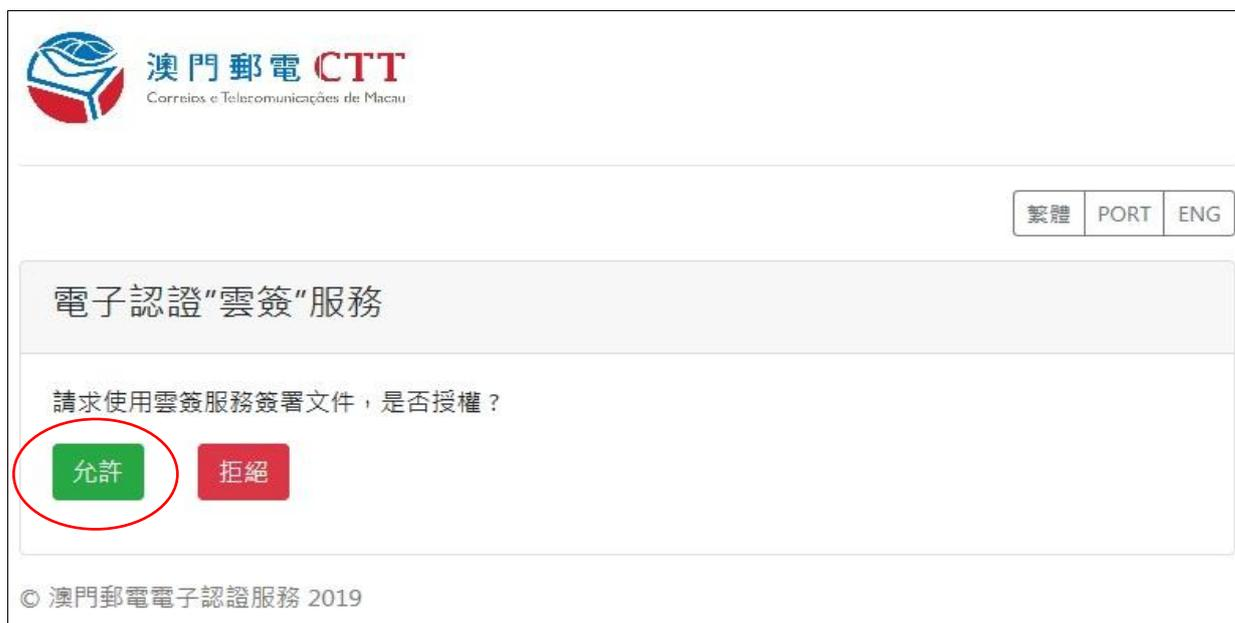 澳門郵電 CTT
Correios e Telecomunicações de Macau
繁體 PORT ENG
電子認證"雲簽"服務
請求使用雲簽服務簽署文件，是否授權？
允許 拒絕
© 澳門郵電電子認證服務 2019